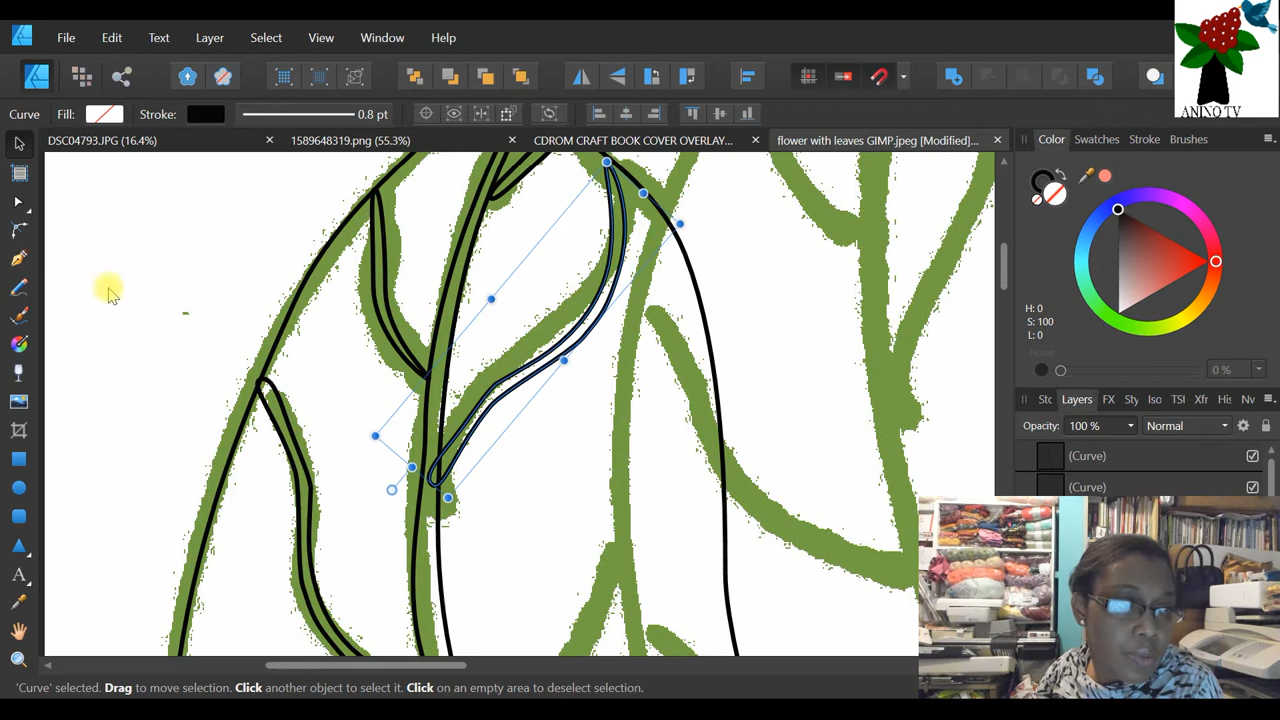 File Edit Text Layer Select View Window Help
ANINO TV
Curve Fill: Stroke: 0.8 pt
DSC04793.JPG (16.4%) 1589648319.png (55.3%) CDROM CRAFT BOOK COVER OVERLAY... flower with leaves GIMP.jpeg [Modified]...
Color Swatches Stroke Brushes
H: 0
S: 100
L: 0
None
0 %
Stc Layers FX Sty Iso TSI Xfr His Nv
Opacity: 100 % Normal
(Curve)
(Curve)
'Curve' selected. Drag to move selection. Click another object to select it. Click on an empty area to deselect selection.